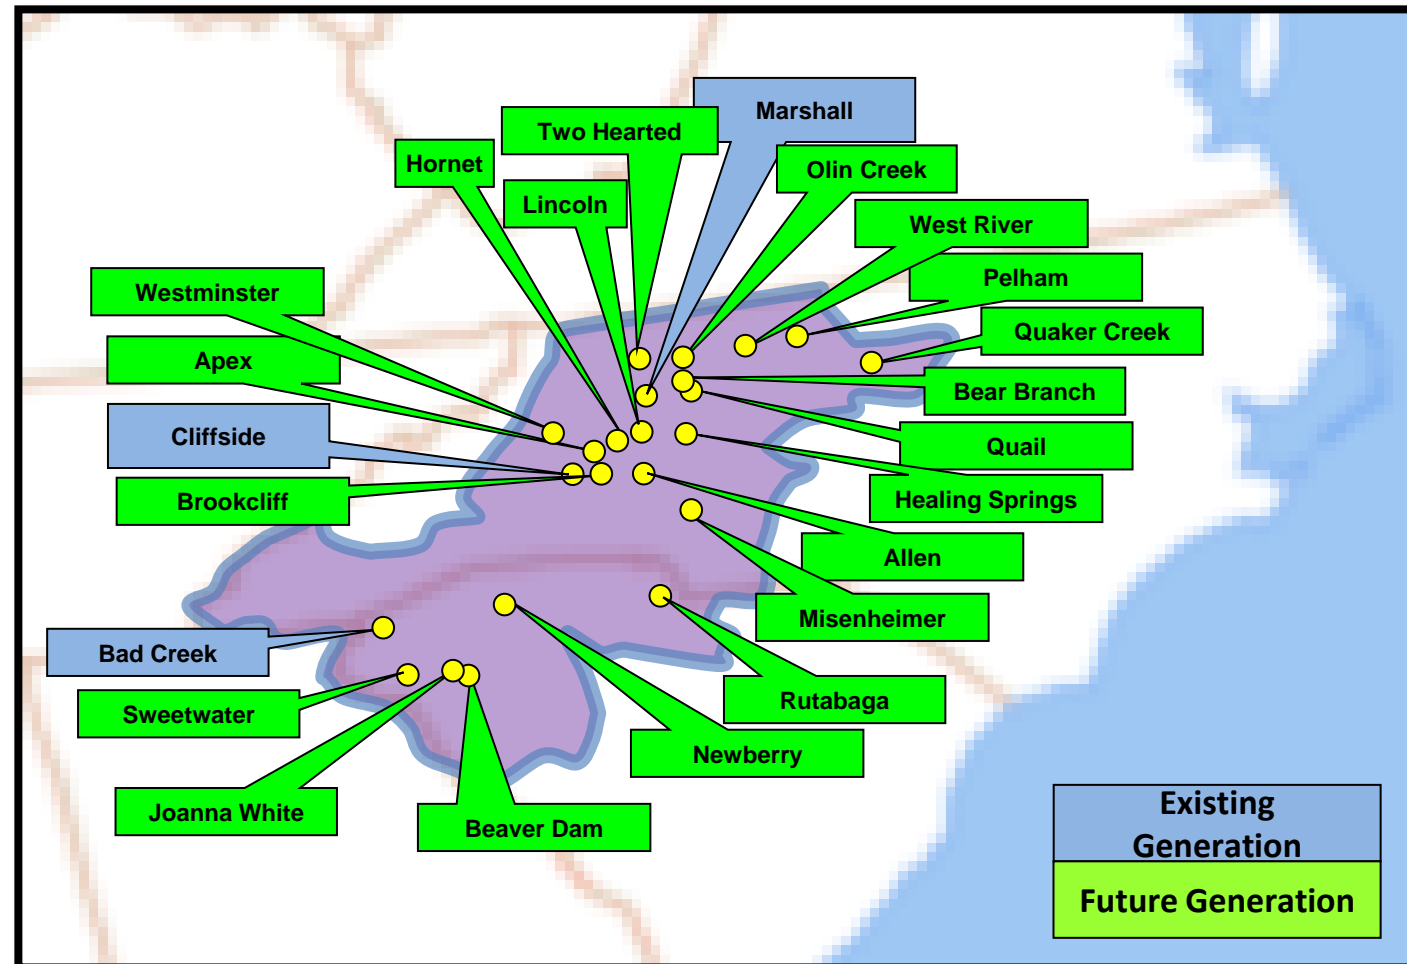 Marshall
Two Hearted
Hornet
Olin Creek
Lincoln
West River
Pelham
Westminster
Quaker Creek
Apex
Bear Branch
Cliffside
Quail
Brookcliff
Healing Springs
Allen
Misenheimer
Bad Creek
Rutabaga
Sweetwater
Newberry
Joanna White
Beaver Dam
Existing
Generation
Future Generation